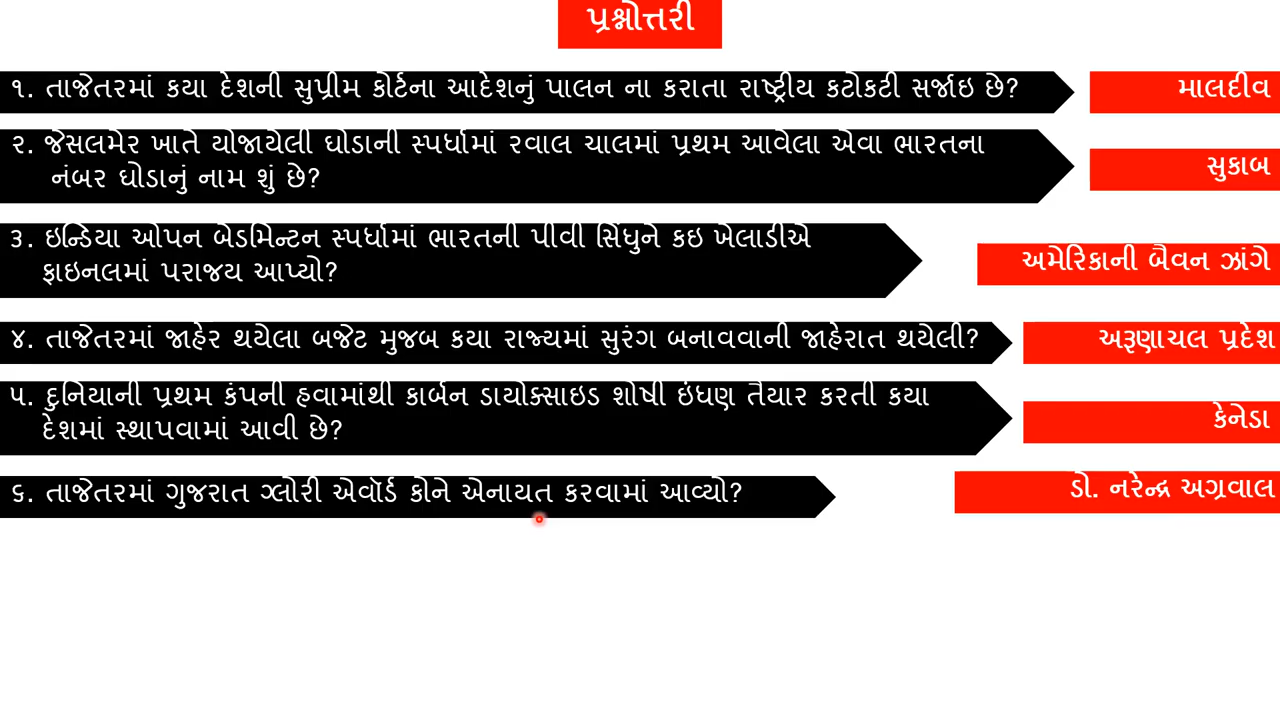 પ્રશ્નોત્તરી
૧. તાજેતરમાં કયા દેશની સુપ્રીમ કોર્ટના આદેશનું પાલન ના કરાતા રાષ્ટ્રીય કટોકટી સર્જાઇ છે?
માલદીવ
૨. જેસલમેર ખાતે યોજાયેલી ઘોડાની સ્પર્ધામાં રવાલ ચાલમાં પ્રથમ આવેલા એવા ભારતના
નંબર ઘોડાનું નામ શું છે?
સુકાબ
૩. ઇન્ડિયા ઓપન બેડમિન્ટન સ્પર્ધામાં ભારતની પીવી સિંધુને કઇ ખેલાડીએ
ફાઇનલમાં પરાજય આપ્યો?
અમેરિકાની બૈવન ઝાંગે
૪. તાજેતરમાં જાહેર થયેલા બજેટ મુજબ કયા રાજ્યમાં સુરંગ બનાવવાની જાહેરાત થયેલી?
અરૂણાચલ પ્રદેશ
૫. દુનિયાની પ્રથમ કંપની હવામાંથી કાર્બન ડાયોક્સાઇડ શોષી ઇંધણ તૈયાર કરતી કયા
દેશમાં સ્થાપવામાં આવી છે?
કેનેડા
૬. તાજેતરમાં ગુજરાત ગ્લોરી એવૉર્ડ કોને એનાયત કરવામાં આવ્યો?
ડો. નરેન્દ્ર અગ્રવાલ